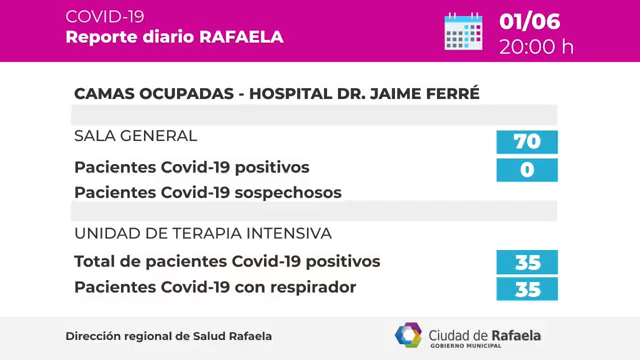 COVID-19
Reporte diario RAFAELA
01/06
20:00 h
CAMAS OCUPADAS - HOSPITAL DR. JAIME FERRÉ
SALA GENERAL
70
Pacientes Covid-19 positivos
0
Pacientes Covid-19 sospechosos
UNIDAD DE TERAPIA INTENSIVA
Total de pacientes Covid-19 positivos
35
Pacientes Covid-19 con respirador
35
Dirección regional de Salud Rafaela
Ciudad de Rafaela
GOBIERNO MUNICIPAL